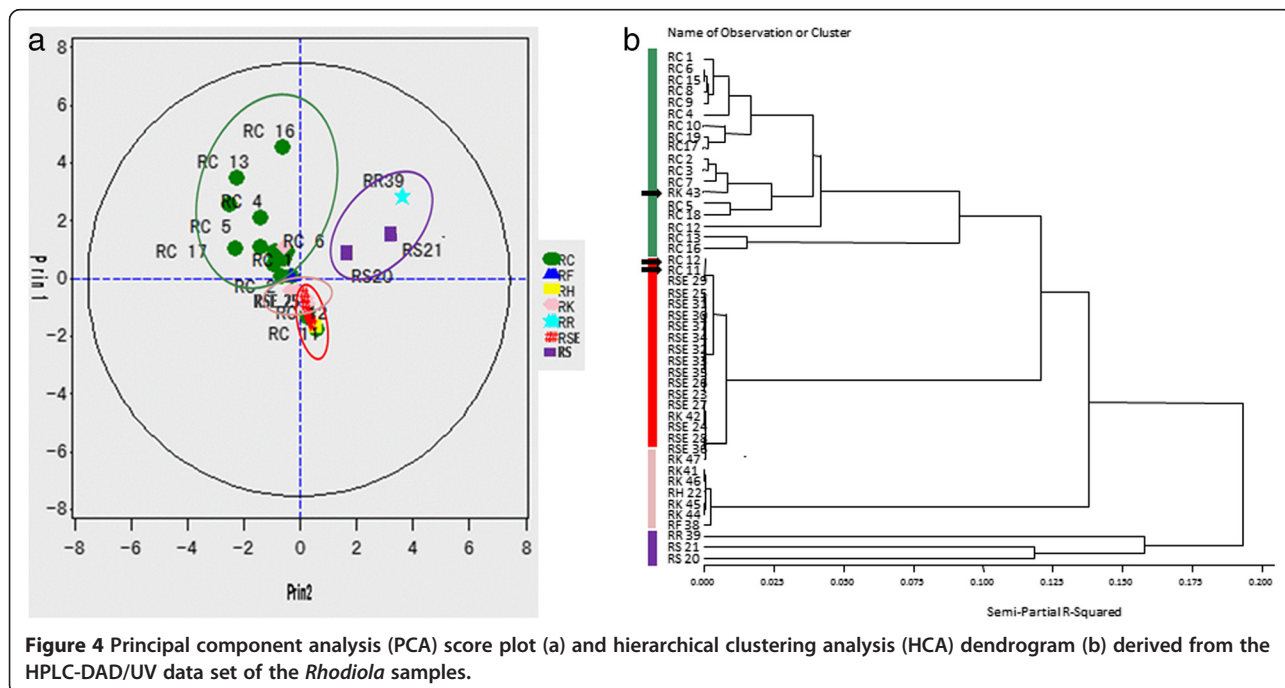 a
8
6
4
2
0
−2
−4
−6
−8
Prin 1
RC 16
RC 13
RC 4
RC 5
RC 17
RC 6
RR39
RS21
RS20
RC 1
RC
RSE 25
RC 12
RC 11
−8 −6 −4 −2 0 2 4 6 8
Prin2
RC
RF
RH
RK
RR
RSE
RS
b
Name of Observation or Cluster
RC 1
RC 6
RC 15
RC 8
RC 9
RC 4
RC 10
RC 19
RC17
RC 2
RC 3
RC 7
RK 43
RC 5
RC 18
RC 12
RC 13
RC 16
RC 12
RC 11
RSE 29
RSE 25
RSE 31
RSE 30
RSE 37
RSE 34
RSE 32
RSE 33
RSE 35
RSE 26
RSE 23
RSE 27
RK 42
RSE 24
RSE 28
RSE 36
RK 47
RK41
RK 46
RH 22
RK 45
RK 44
RF 38
RR 39
RS 21
RS 20
0.000 0.025 0.050 0.075 0.100 0.125 0.150 0.175 0.200
Semi-Partial R-Squared
Figure 4 Principal component analysis (PCA) score plot (a) and hierarchical clustering analysis (HCA) dendrogram (b) derived from the
HPLC-DAD/UV data set of the Rhodiola samples.